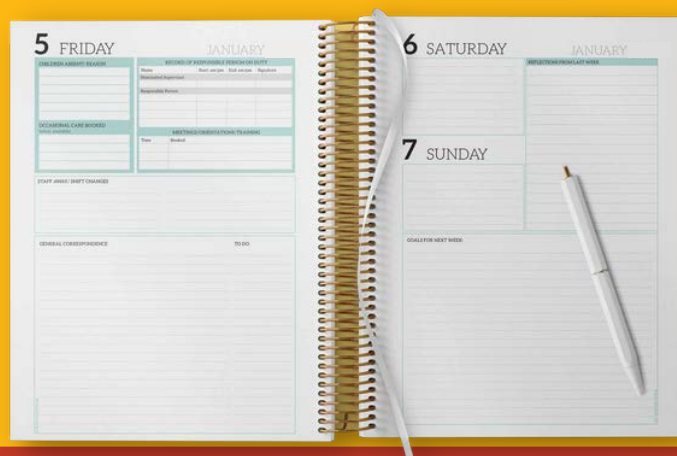 5 FRIDAY
JANUARY
CHILDREN ABSENT/ REASON
RECORD OF RESPONSIBLE PERSON ON DUTY
Name Start am/pm End am/pm Signature
Nominated Supervisor
Responsible Person
OCCASIONAL CARE BOOKED
MEETINGS/ORIENTATIONS/TRAINING
Time Booked
STAFF AWAY/ SHIFT CHANGES
GENERAL CORRESPONDENCE
TO DO
6 SATURDAY
JANUARY
REFLECTIONS FROM LAST WEEK
7 SUNDAY
GOALS FOR NEXT WEEK